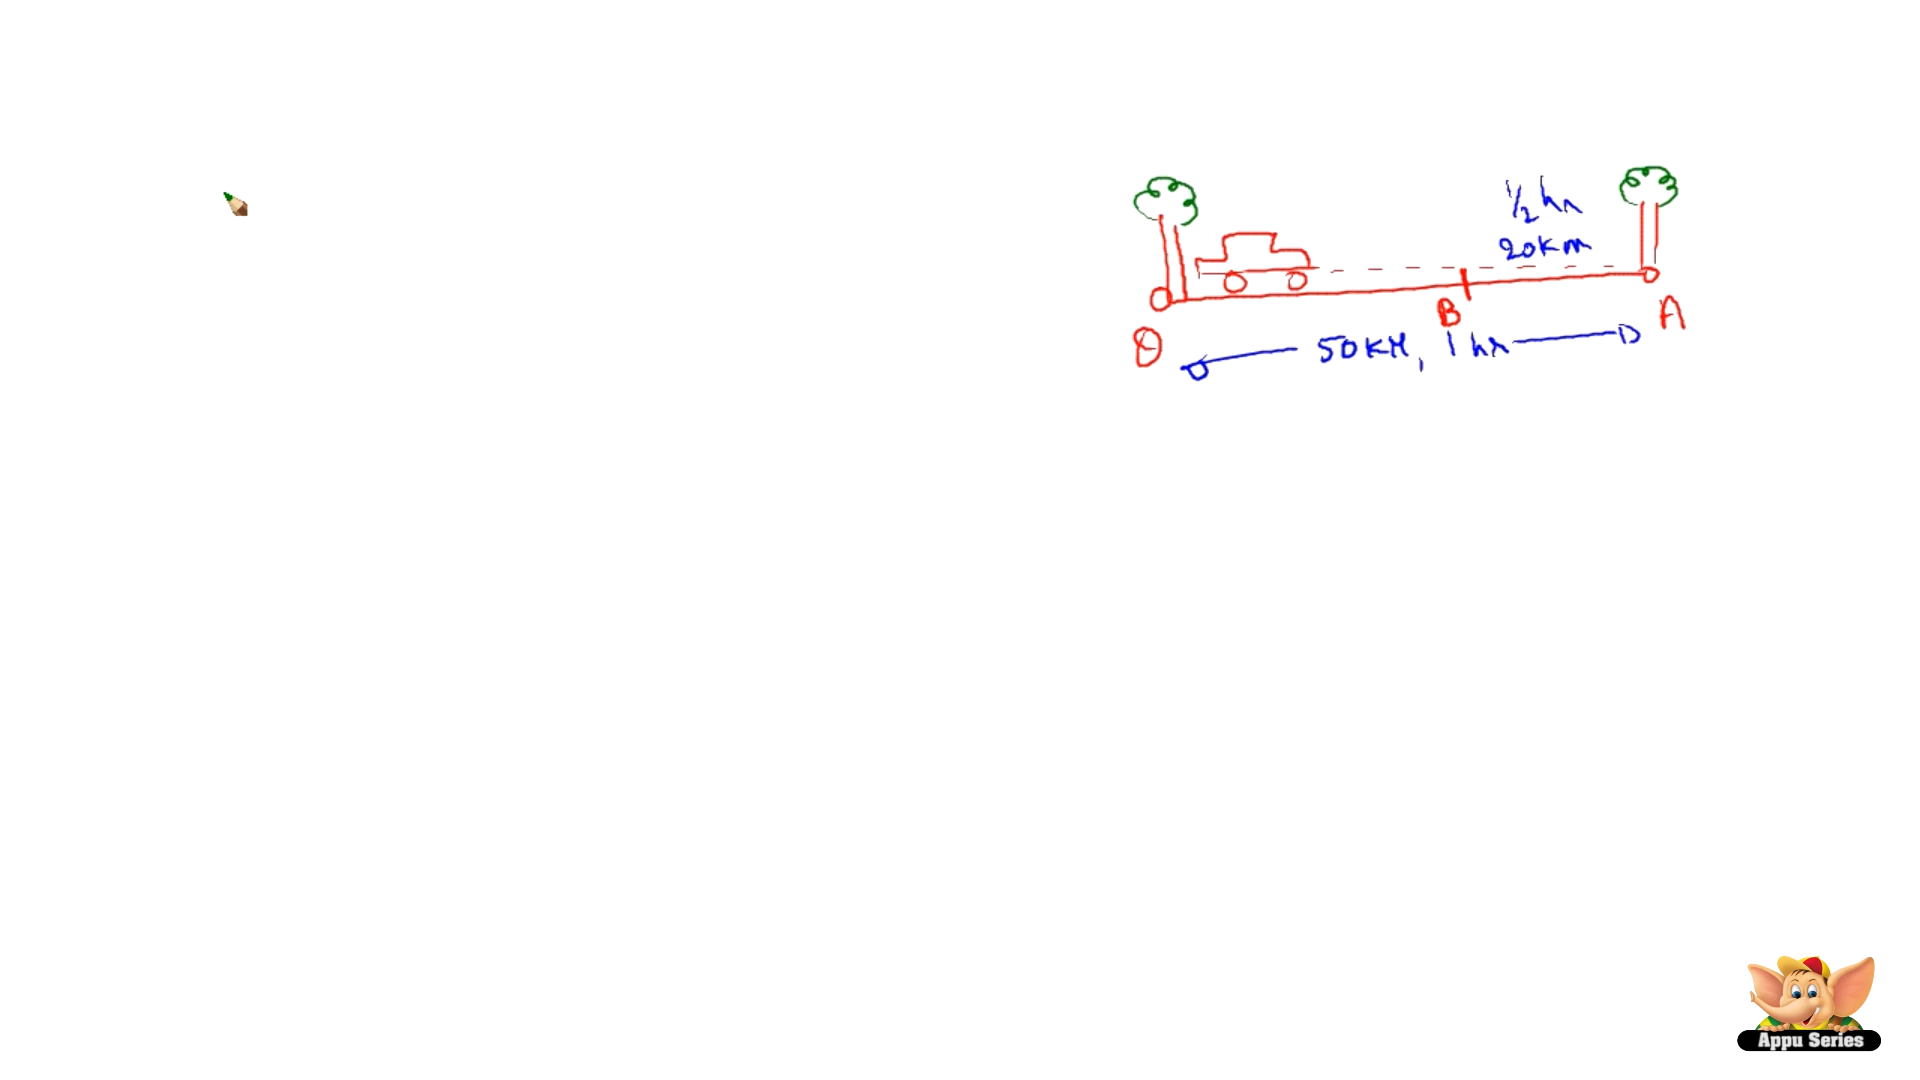 ½ hr
20km
B
A
O
50KM, 1 hr
Appu Series